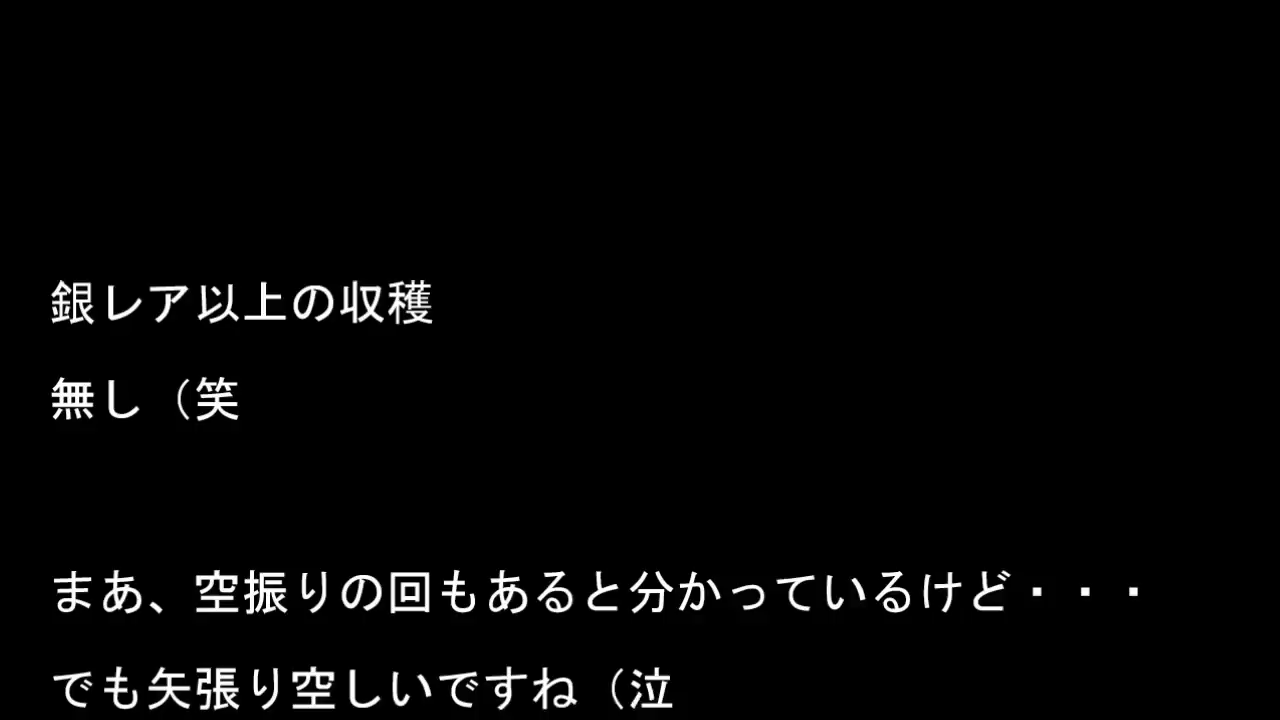 銀レア以上の収穫
無し（笑
まあ、空振りの回もあると分かっているけど・・・
でも矢張り空しいですね（泣